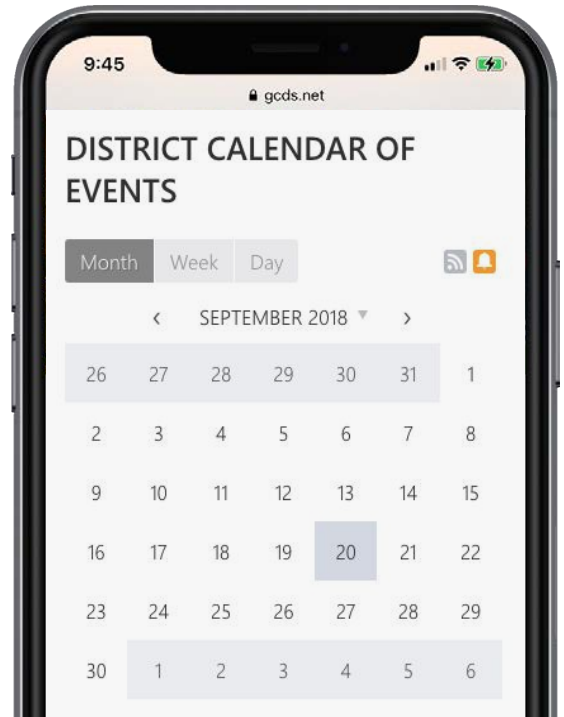 9:45
gcds.net
DISTRICT CALENDAR OF
EVENTS
Month Week Day
‹ SEPTEMBER 2018 ▼ ›
26 27 28 29 30 31 1
2 3 4 5 6 7 8
9 10 11 12 13 14 15
16 17 18 19 20 21 22
23 24 25 26 27 28 29
30 1 2 3 4 5 6